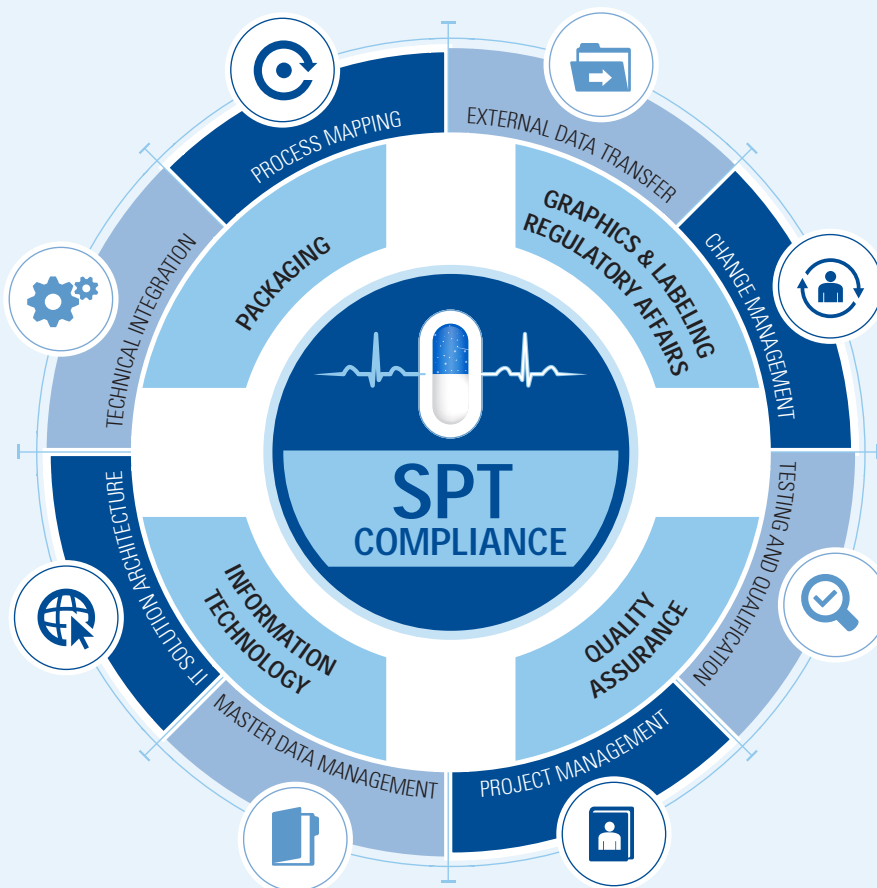 PROCESS MAPPING
EXTERNAL DATA TRANSFER
CHANGE MANAGEMENT
TESTING AND QUALIFICATION
PROJECT MANAGEMENT
MASTER DATA MANAGEMENT
IT SOLUTION ARCHITECTURE
TECHNICAL INTEGRATION
PACKAGING
GRAPHICS & LABELING
REGULATORY AFFAIRS
QUALITY
ASSURANCE
INFORMATION
TECHNOLOGY
SPT
COMPLIANCE